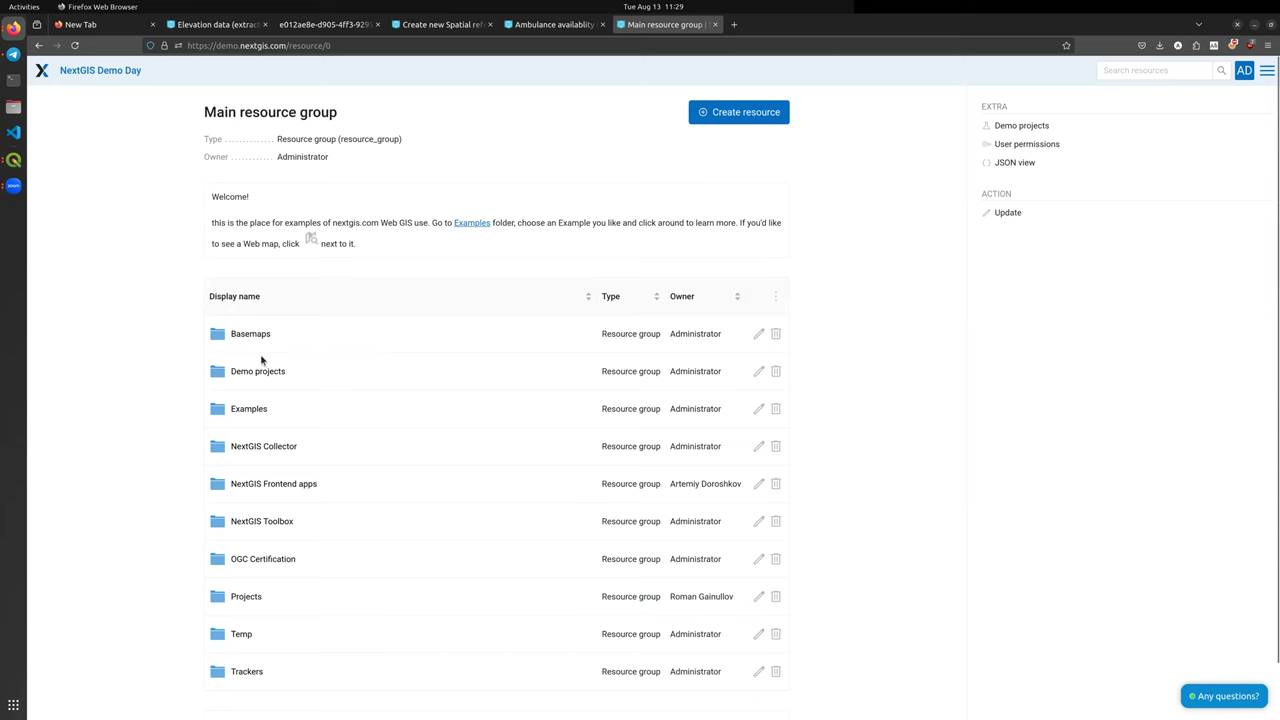 Activities
Firefox Web Browser
Tue Aug 13 11:29
New Tab
Elevation data (extrac
e012ae8e-d905-4ff3-9295
Create new Spatial refe
Ambulance availablity a
Main resource group |
https://demo.nextgis.com/resource/0
NextGIS Demo Day
Search resources
AD
Main resource group
Create resource
Type ............. Resource group (resource_group)
Owner ............ Administrator
Welcome!
this is the place for examples of nextgis.com Web GIS use. Go to Examples folder, choose an Example you like and click around to learn more. If you'd like
to see a Web map, click next to it.
Display name Type Owner
Basemaps Resource group Administrator
Demo projects Resource group Administrator
Examples Resource group Administrator
NextGIS Collector Resource group Administrator
NextGIS Frontend apps Resource group Artemiy Doroshkov
NextGIS Toolbox Resource group Administrator
OGC Certification Resource group Administrator
Projects Resource group Roman Gainullov
Temp Resource group Administrator
Trackers Resource group Administrator
EXTRA
Demo projects
User permissions
JSON view
ACTION
Update
Any questions?